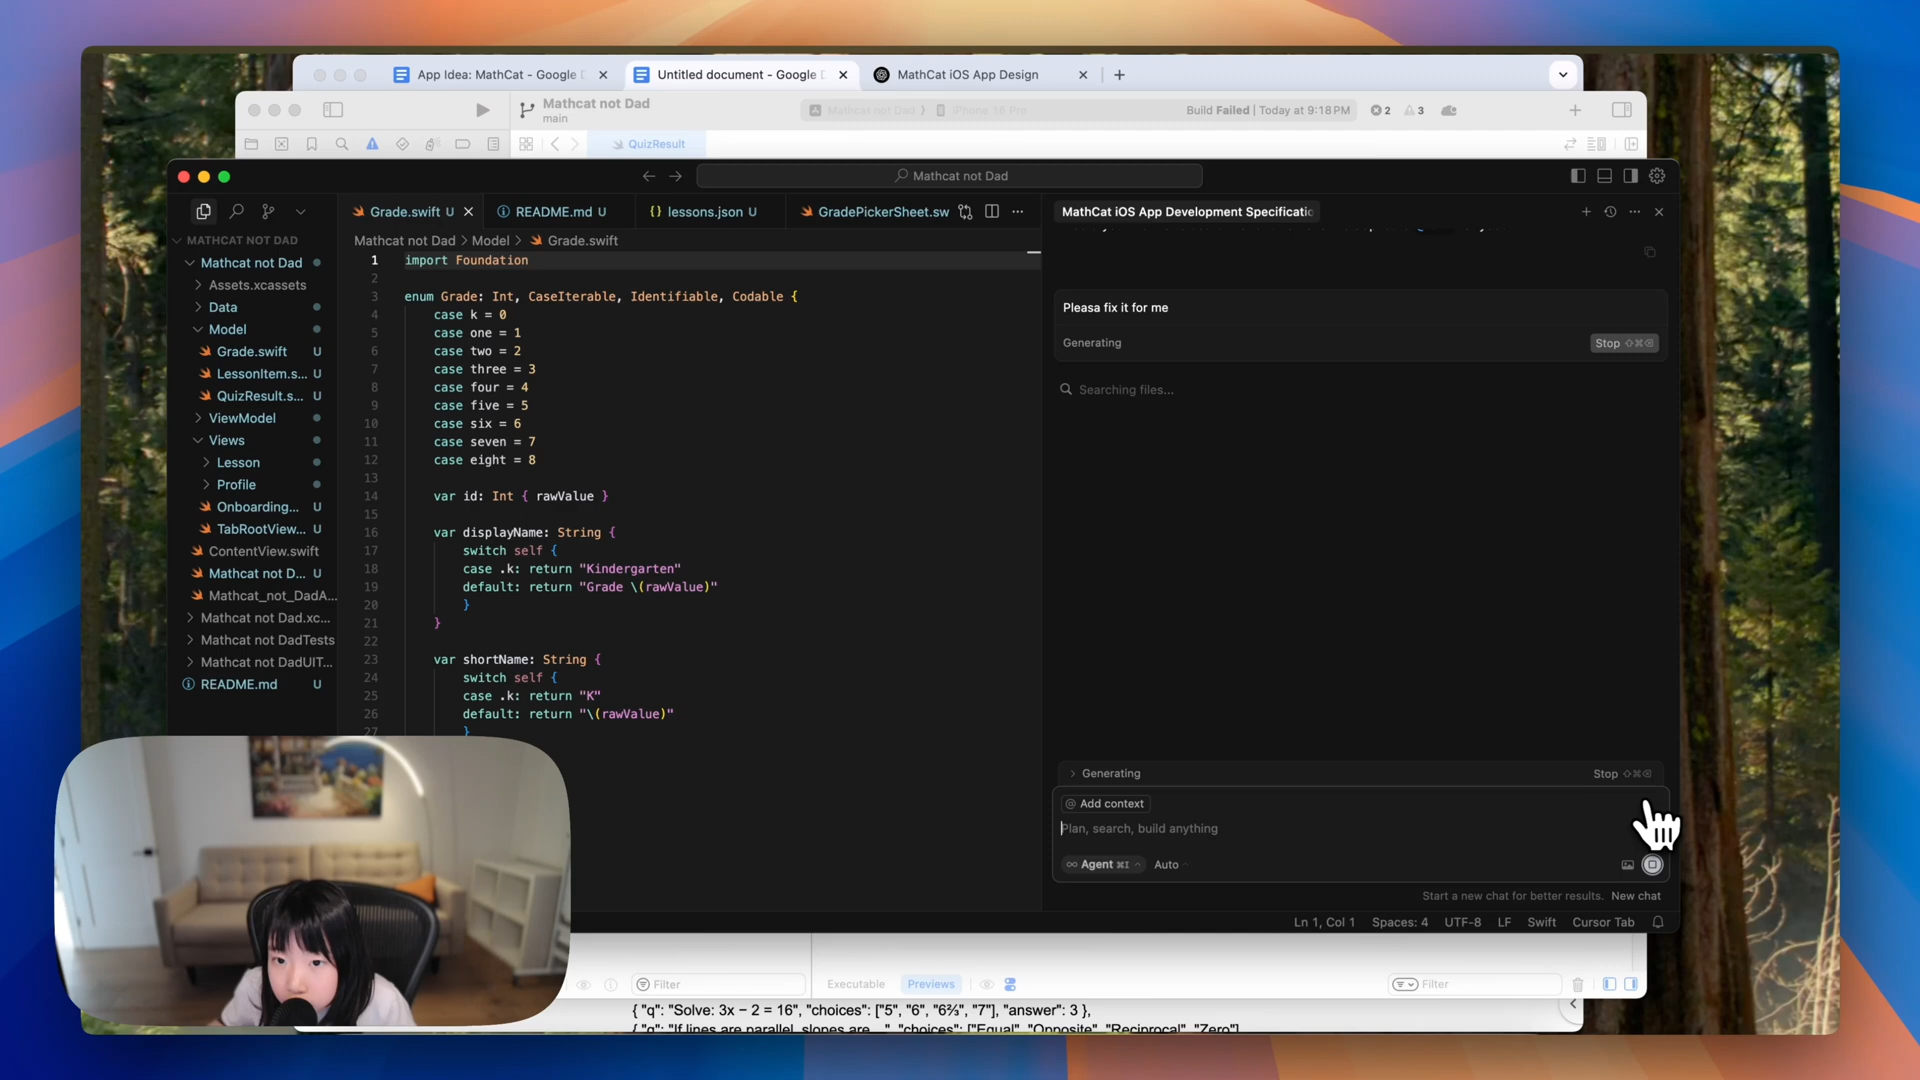 App Idea: MathCat - Google D
Untitled document - Google D
MathCat iOS App Design
Mathcat not Dad
main
Mathcat not Dad
iPhone 16 Pro
Build Failed | Today at 9:18 PM
2
3
QuizResult
Mathcat not Dad
Grade.swift U
README.md U
{} lessons.json U
GradePickerSheet.sw
MathCat iOS App Development Specificatic
MATHCAT NOT DAD
Mathcat not Dad > Model > Grade.swift
Mathcat not Dad
Assets.xcassets
Data
Model
Grade.swift U
LessonItem.s... U
QuizResult.s... U
ViewModel
Views
Lesson
Profile
Onboarding... U
TabRootView... U
ContentView.swift
Mathcat not D... U
Mathcat_not_DadA...
Mathcat not Dad.xc...
Mathcat not DadTests
Mathcat not DadUIT...
README.md U
1 import Foundation
2
3 enum Grade: Int, CaseIterable, Identifiable, Codable {
4 case k = 0
5 case one = 1
6 case two = 2
7 case three = 3
8 case four = 4
9 case five = 5
10 case six = 6
11 case seven = 7
12 case eight = 8
13
14 var id: Int { rawValue }
15
16 var displayName: String {
17 switch self {
18 case .k: return "Kindergarten"
19 default: return "Grade \(rawValue)"
20 }
21 }
22
23 var shortName: String {
24 switch self {
25 case .k: return "K"
26 default: return "\(rawValue)"
27 }
Pleasa fix it for me
Generating
Stop ⇧⌘⌫
Searching files...
Generating
Stop ⇧⌘⌫
@ Add context
Plan, search, build anything
∞ Agent ⌘I
Auto
Start a new chat for better results. New chat
Ln 1, Col 1 Spaces: 4 UTF-8 LF Swift Cursor Tab
Filter
Executable
Previews
Filter
{ "q": "Solve: 3x − 2 = 16", "choices": ["5", "6", "6⅔", "7"], "answer": 3 },
{ "q": "If lines are parallel, slopes are __", "choices": ["Equal", "Opposite", "Reciprocal", "Zero"]